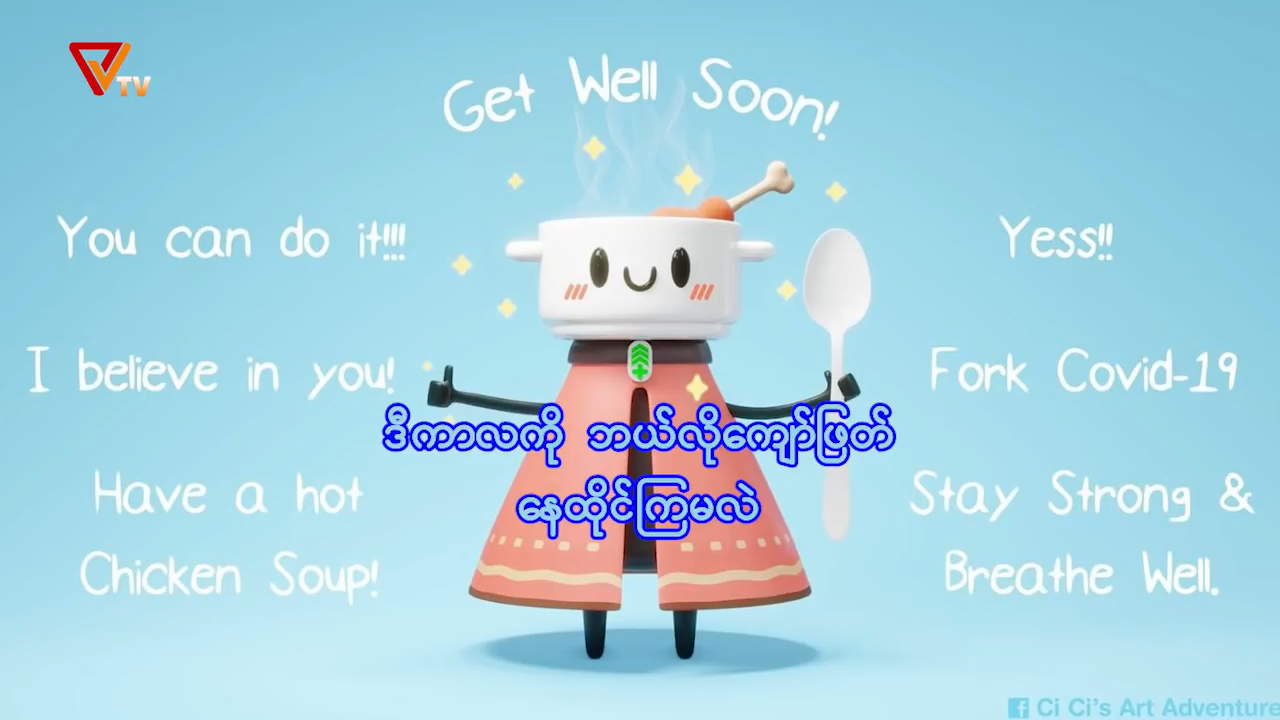 TV
Get Well Soon!
You can do it!!!
I believe in you!
Have a hot
Chicken Soup!
Yess!!
Fork Covid-19
Stay Strong &
Breathe Well.
ဒီကာလကို ဘယ်လိုကျော်ဖြတ်
နေထိုင်ကြမလဲ
Ci Ci's Art Adventure